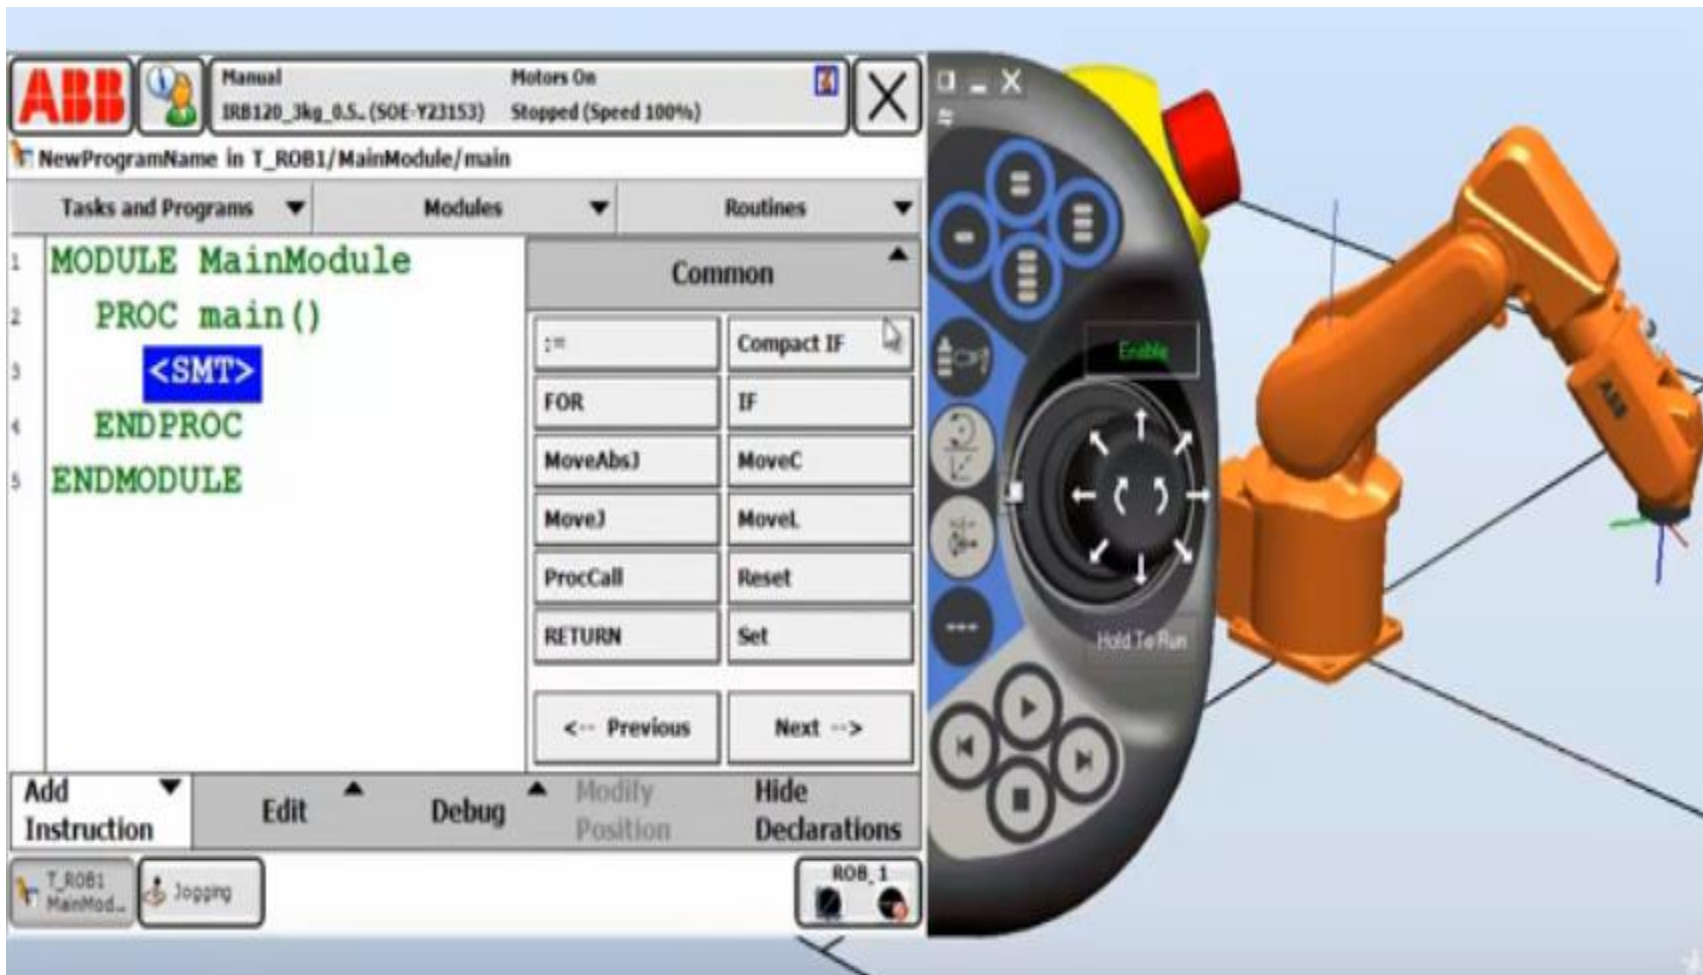 ABB
Manual
Motors On
IRB120_3kg_0.5.. (SOE-Y23153)
Stopped (Speed 100%)
NewProgramName in T_ROB1/MainModule/main
Tasks and Programs
Modules
Routines
1 MODULE MainModule
2 PROC main()
3 <SMT>
4 ENDPROC
5 ENDMODULE
Common
:=
Compact IF
FOR
IF
MoveAbsJ
MoveC
MoveJ
MoveL
ProcCall
Reset
RETURN
Set
<-- Previous
Next -->
Add
Instruction
Edit
Debug
Modify
Position
Hide
Declarations
T_ROB1
MainMod...
Jogging
ROB_1
Enable
Hold To Run
ABB